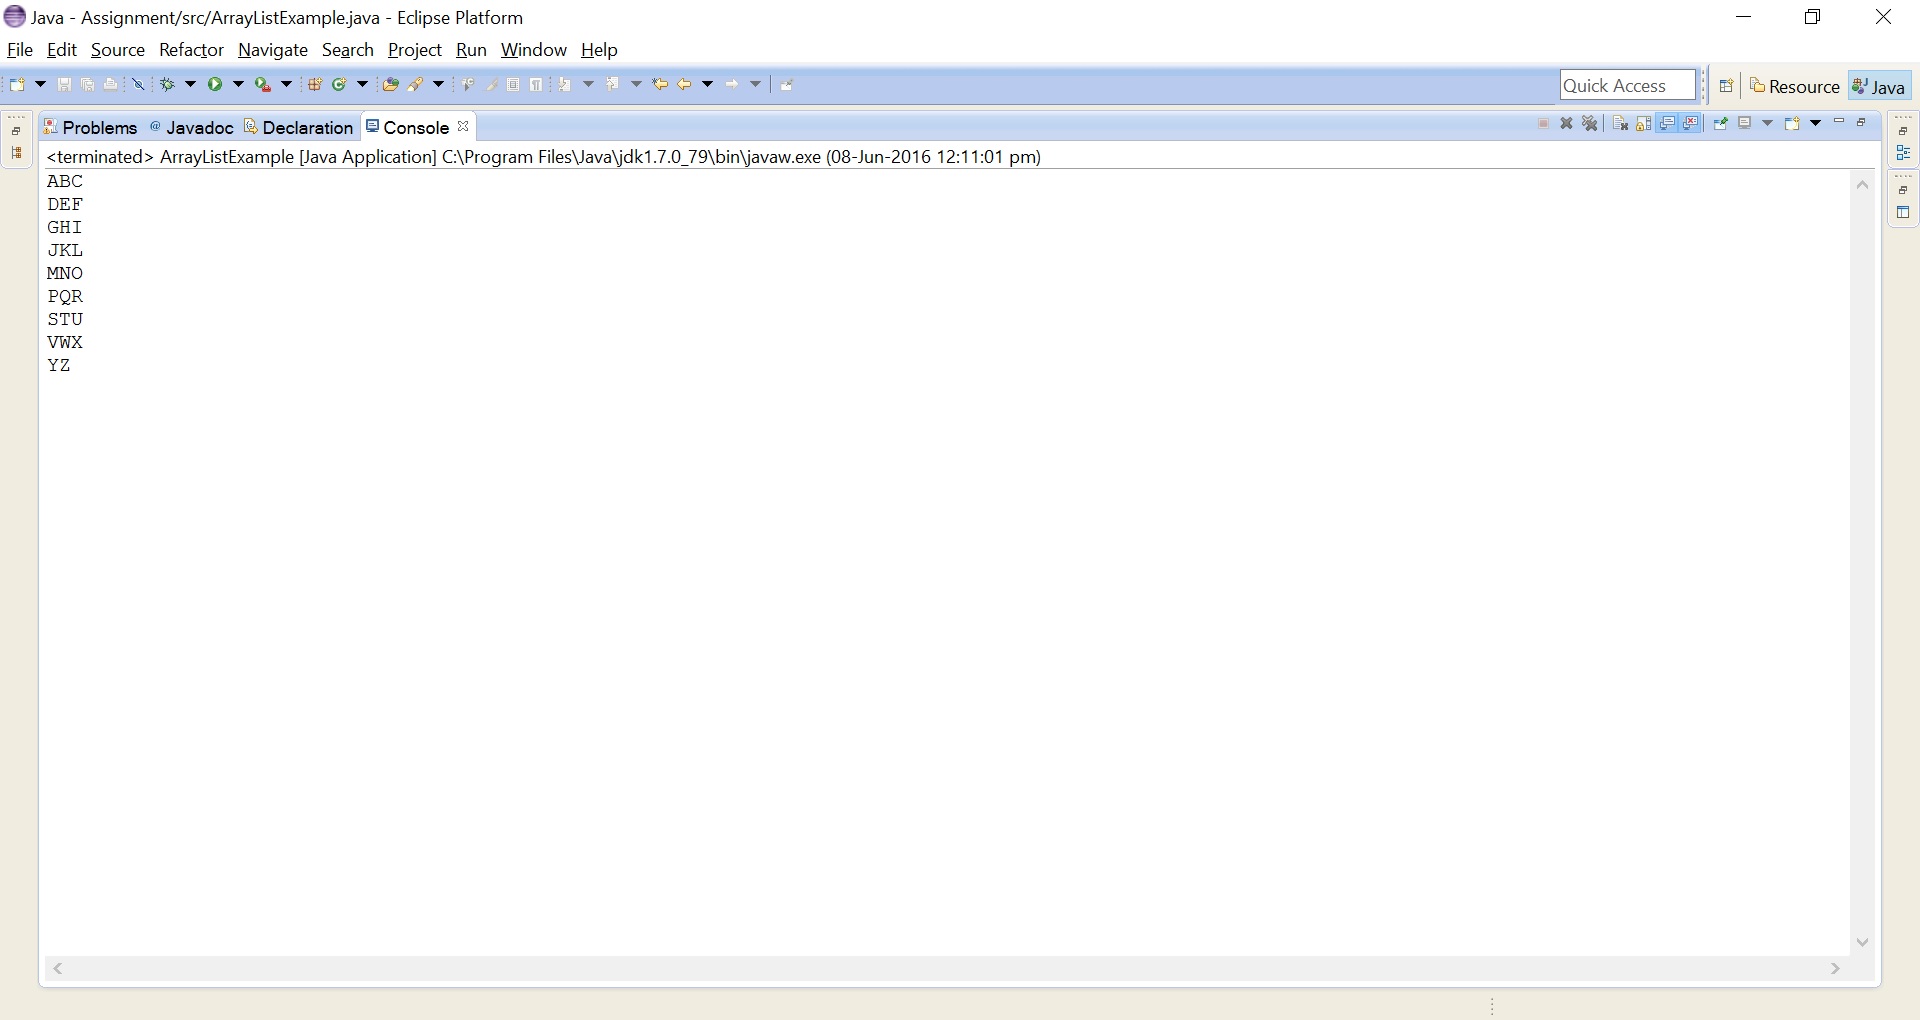 Java - Assignment/src/ArrayListExample.java - Eclipse Platform
File Edit Source Refactor Navigate Search Project Run Window Help
Quick Access Resource Java
Problems @ Javadoc Declaration Console
<terminated> ArrayListExample [Java Application] C:\Program Files\Java\jdk1.7.0_79\bin\javaw.exe (08-Jun-2016 12:11:01 pm)
ABC
DEF
GHI
JKL
MNO
PQR
STU
VWX
YZ